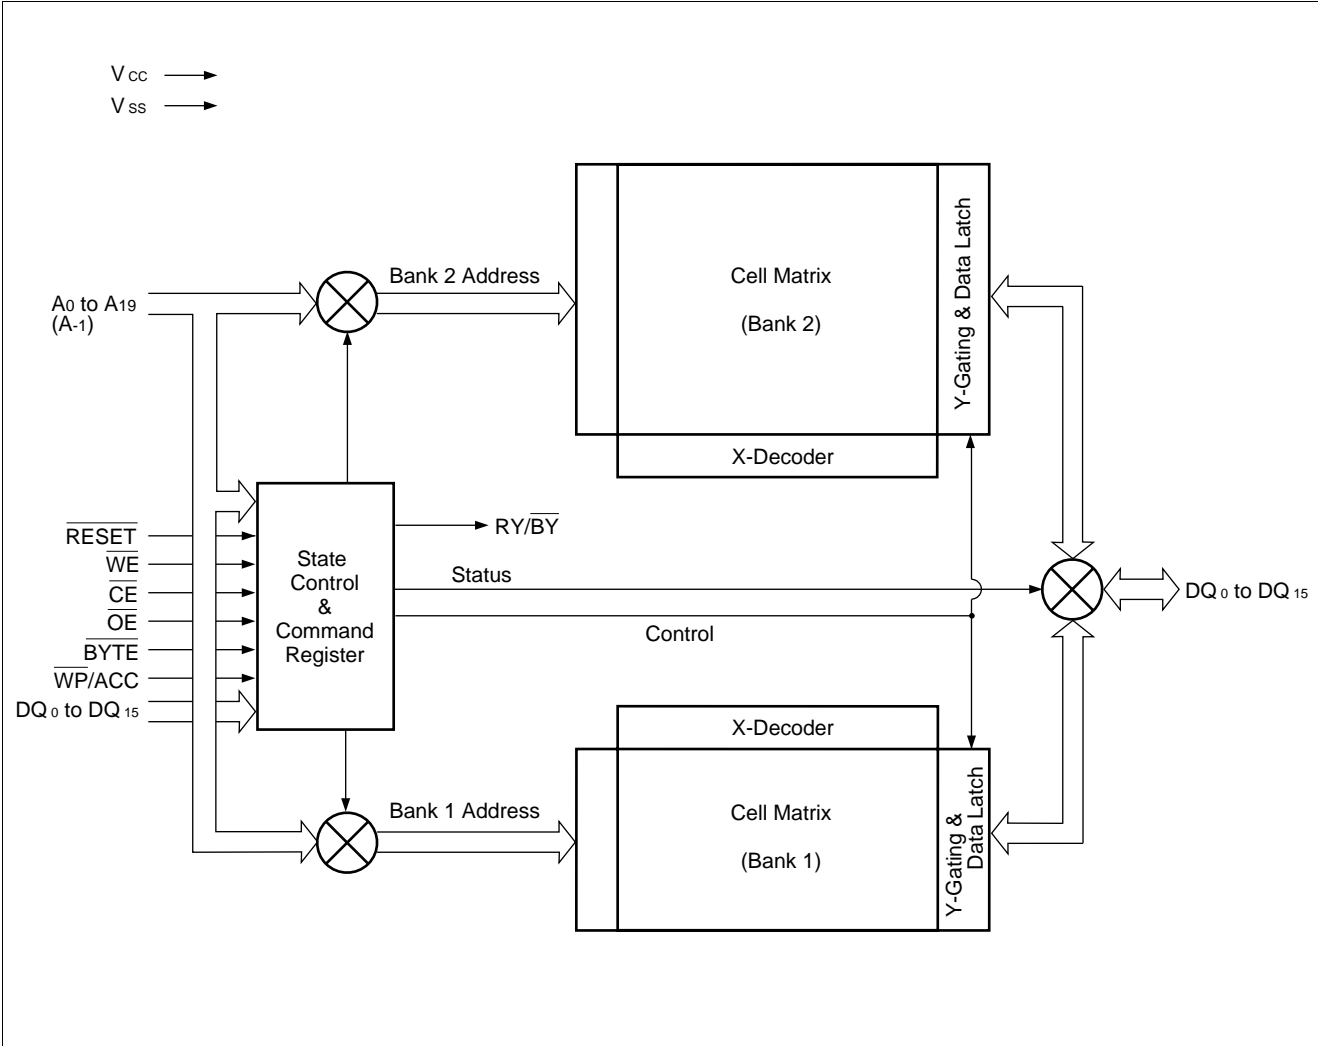 VCC
VSS
A0 to A19
(A-1)
Bank 2 Address
Cell Matrix
(Bank 2)
Y-Gating & Data Latch
X-Decoder
RESET
WE
CE
OE
BYTE
WP/ACC
DQ0 to DQ15
State
Control
&
Command
Register
RY/BY
Status
Control
DQ0 to DQ15
X-Decoder
Bank 1 Address
Cell Matrix
(Bank 1)
Y-Gating &
Data Latch